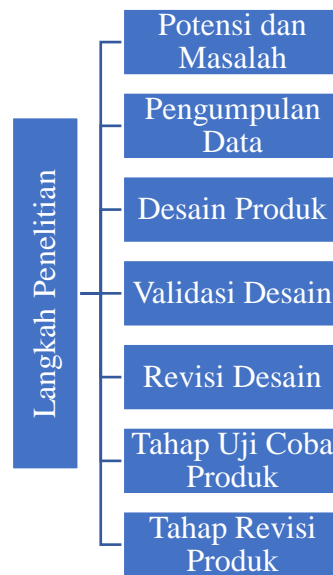 Langkah Penelitian
Potensi dan
Masalah
Pengumpulan
Data
Desain Produk
Validasi Desain
Revisi Desain
Tahap Uji Coba
Produk
Tahap Revisi
Produk